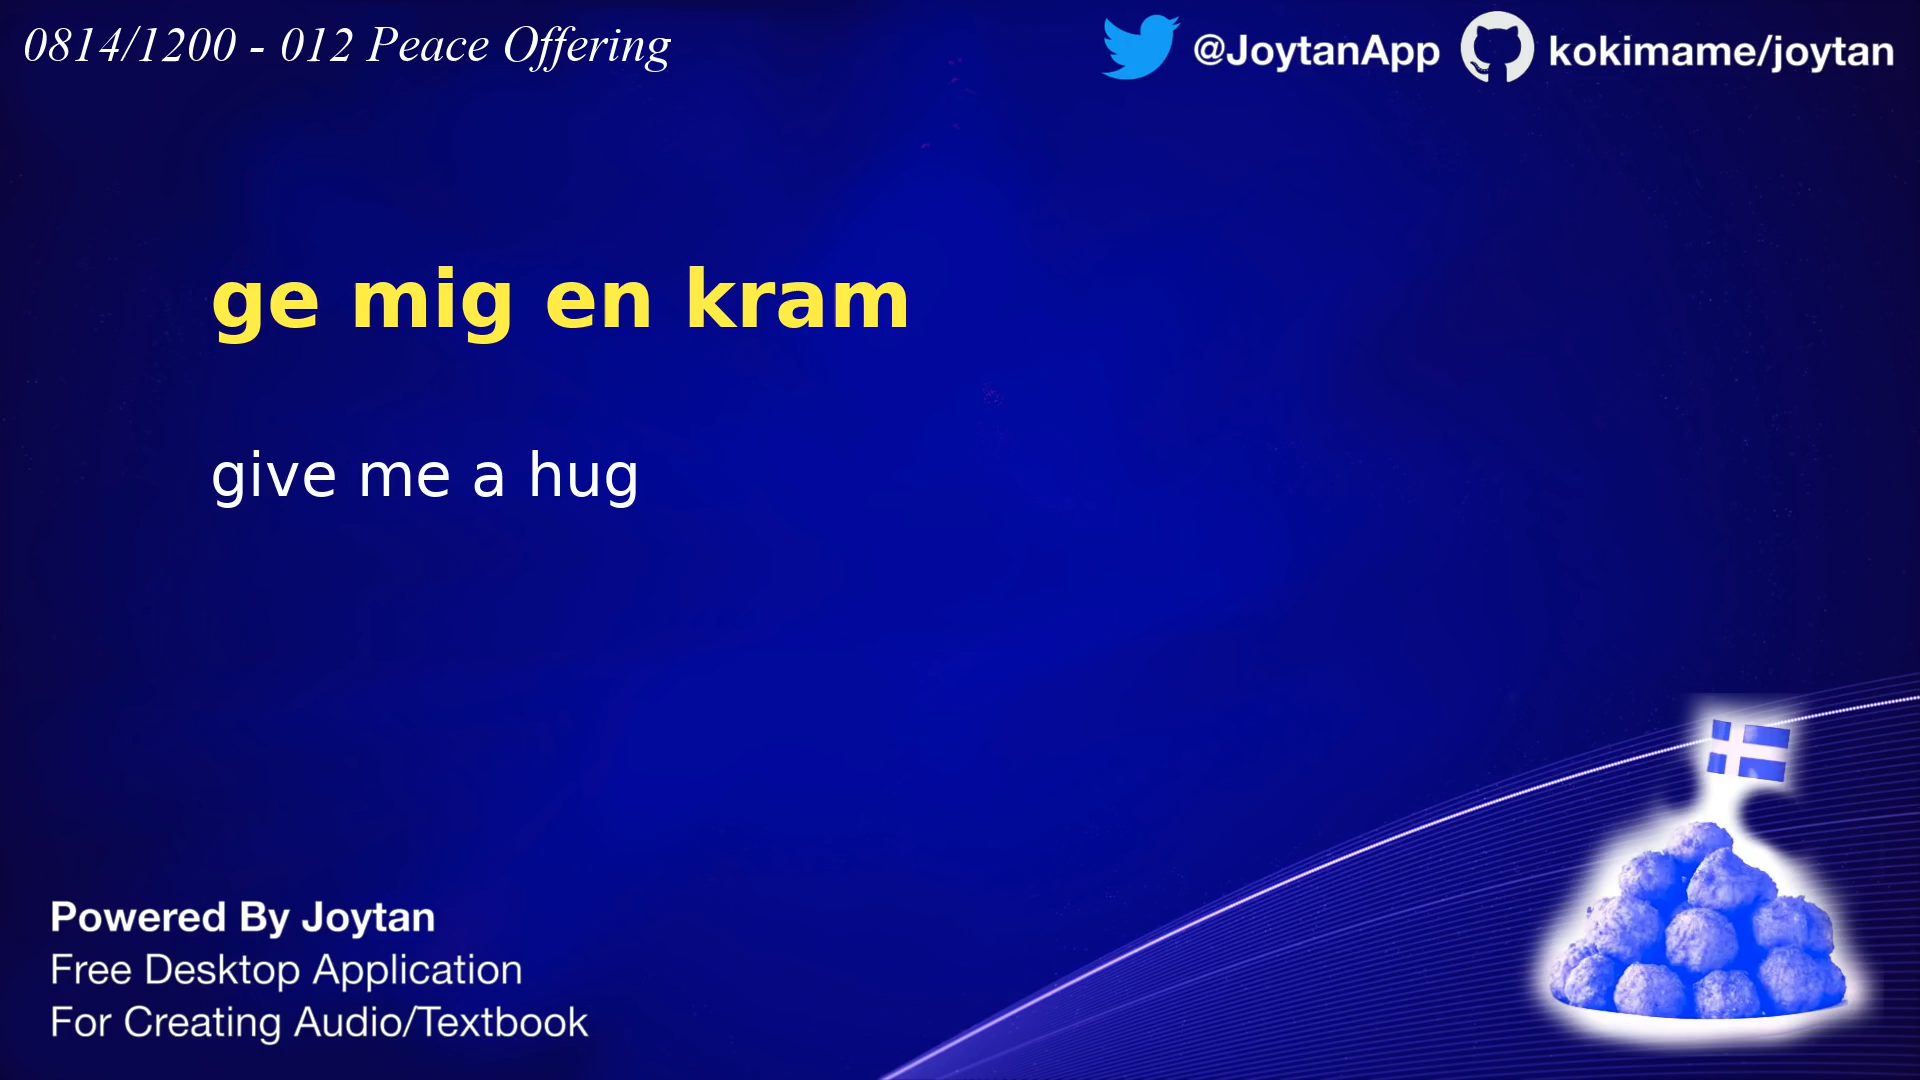 0814/1200 - 012 Peace Offering
@JoytanApp kokimame/joytan
ge mig en kram
give me a hug
Powered By Joytan
Free Desktop Application
For Creating Audio/Textbook